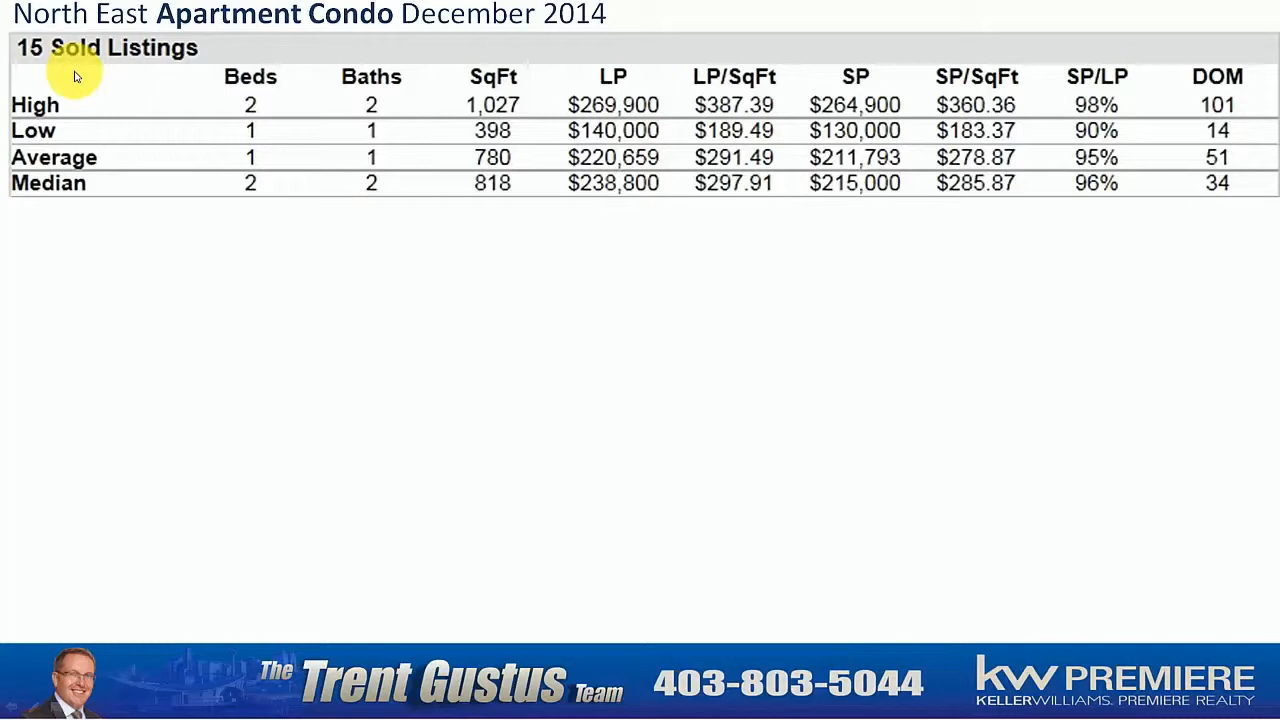 North East Apartment Condo December 2014
15 Sold Listings
Beds Baths SqFt LP LP/SqFt SP SP/SqFt SP/LP DOM
High 2 2 1,027 $269,900 $387.39 $264,900 $360.36 98% 101
Low 1 1 398 $140,000 $189.49 $130,000 $183.37 90% 14
Average 1 1 780 $220,659 $291.49 $211,793 $278.87 95% 51
Median 2 2 818 $238,800 $297.91 $215,000 $285.87 96% 34
The Trent Gustus Team 403-803-5044 kw PREMIERE
KELLERWILLIAMS. PREMIERE REALTY